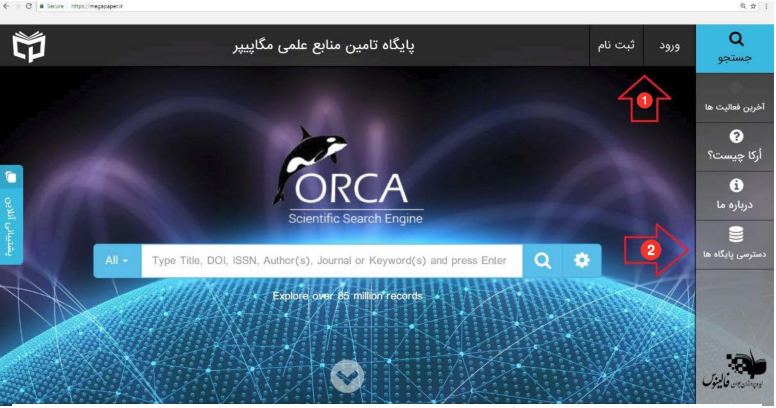 Secure | https://megapaper.ir
پایگاه تامین منابع علمی مگاپیپر
ثبت نام
ورود
جستجو
1
آخرین فعالیت ها
أرکا چیست؟
درباره ما
2
دسترسی پایگاه ها
پشتیبانی آنلاین
ORCA
Scientific Search Engine
All
Type Title, DOI, ISSN, Author(s), Journal or Keyword(s) and press Enter
Explore over 85 million records
فالینوس